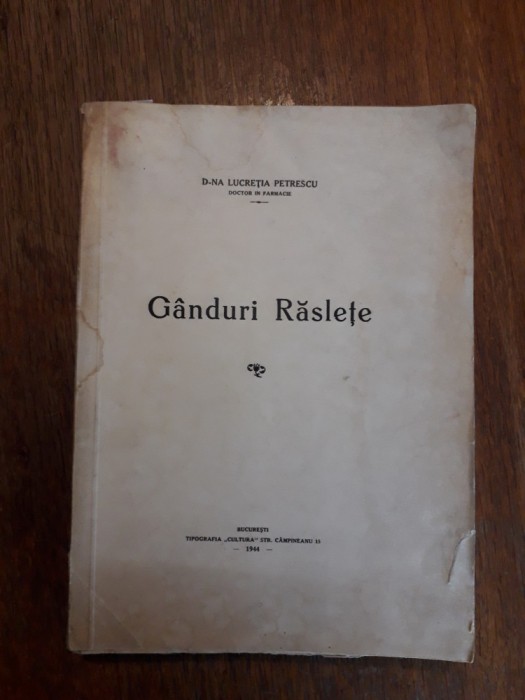 D-NA LUCREȚIA PETRESCU
DOCTOR IN FARMACIE
Gânduri Răslețe
BUCUREȘTI
TIPOGRAFIA „CULTURA" STR. CÂMPINEANU 15
— 1944 —